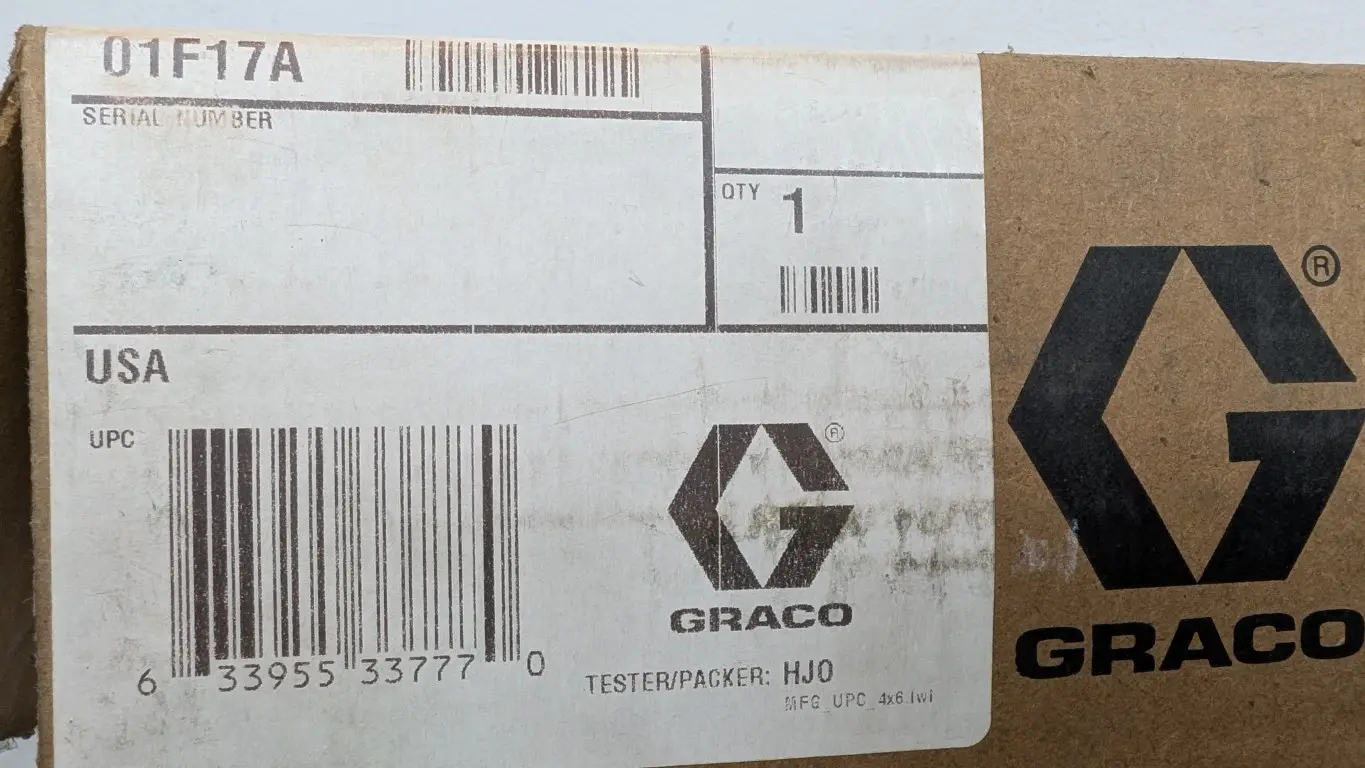 01F17A
SERIAL NUMBER
QTY 1
USA
UPC
6 33955 33777 0
GRACO
TESTER/PACKER: HJO
MFG_UPC_4x6.lwi
®
GRACO
®